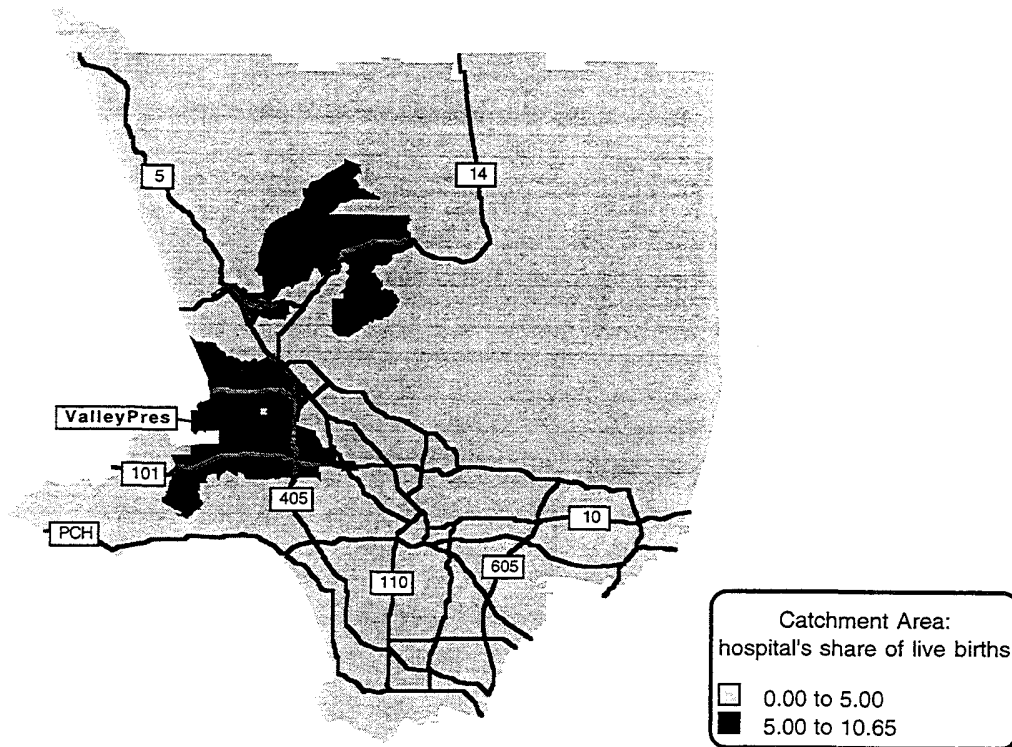 5
14
ValleyPres
101
405
10
PCH
605
110
Catchment Area:
hospital's share of live births
0.00 to 5.00
5.00 to 10.65